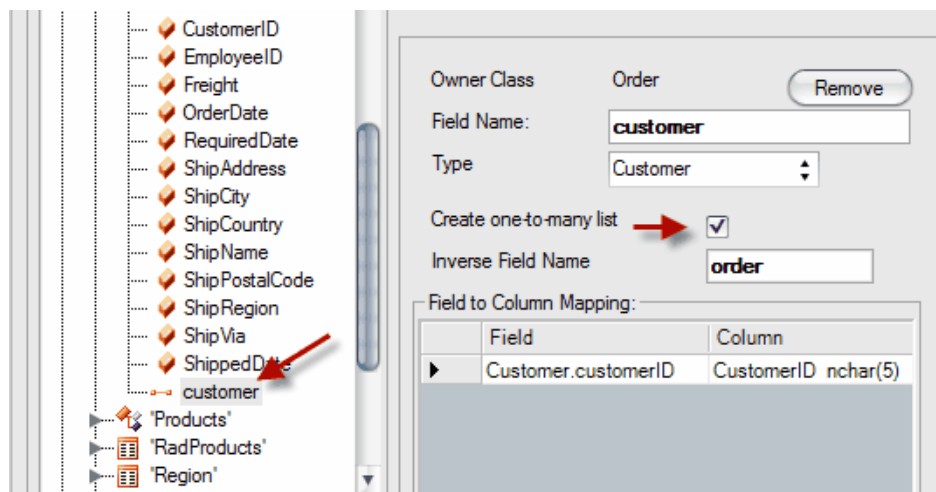 CustomerID
EmployeeID
Freight
OrderDate
RequiredDate
ShipAddress
ShipCity
ShipCountry
ShipName
ShipPostalCode
ShipRegion
ShipVia
ShippedDate
customer
'Products'
'RadProducts'
'Region'
Owner Class Order Remove
Field Name: customer
Type Customer
Create one-to-many list
Inverse Field Name order
Field to Column Mapping:
Field Column
Customer.customerID CustomerID nchar(5)